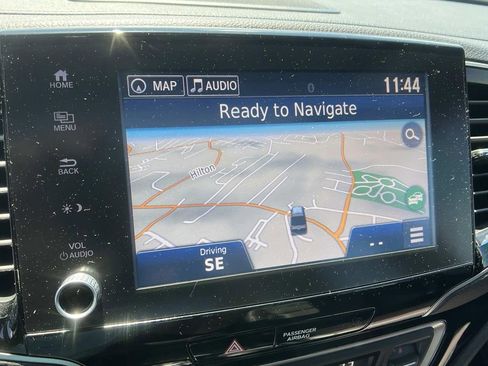 HOME
MENU
BACK
VOL
AUDIO
MAP
AUDIO
11:44
Ready to Navigate
Hilton
Driving
SE
- -
PASSENGER
AIRBAG